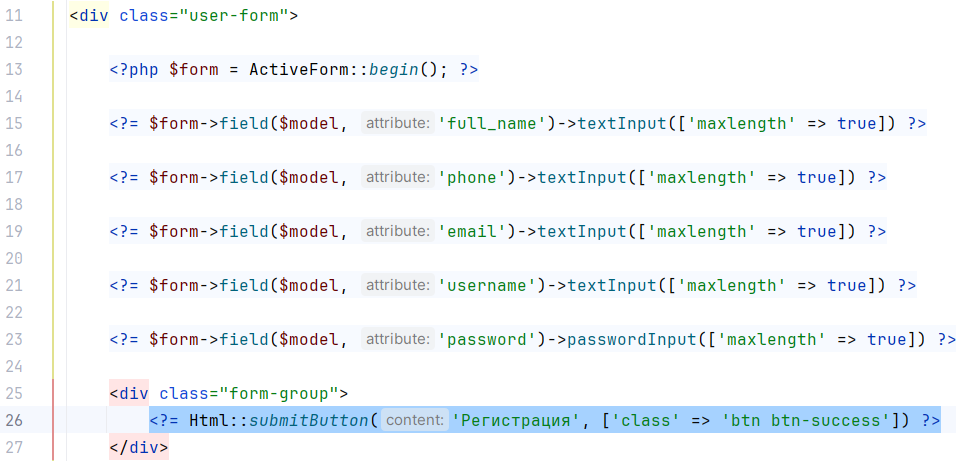 11 <div class="user-form">
12
13 <?php $form = ActiveForm::begin(); ?>
14
15 <?= $form->field($model, attribute: 'full_name')->textInput(['maxlength' => true]) ?>
16
17 <?= $form->field($model, attribute: 'phone')->textInput(['maxlength' => true]) ?>
18
19 <?= $form->field($model, attribute: 'email')->textInput(['maxlength' => true]) ?>
20
21 <?= $form->field($model, attribute: 'username')->textInput(['maxlength' => true]) ?>
22
23 <?= $form->field($model, attribute: 'password')->passwordInput(['maxlength' => true]) ?>
24
25 <div class="form-group">
26 <?= Html::submitButton( content: 'Регистрация', ['class' => 'btn btn-success']) ?>
27 </div>